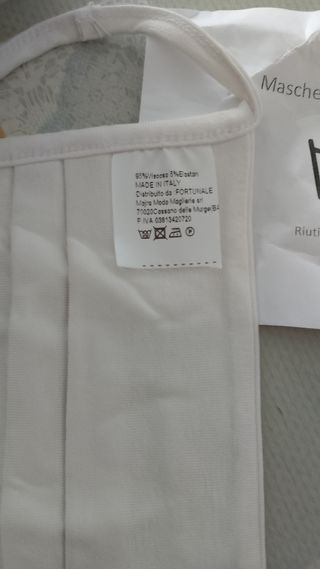 95%Viscosa 5%Elastan
MADE IN ITALY
Distribuito da :FORTUNALE
Majra Moda Maglierie srl
70020Cassano delle Murge(BA
P.IVA 03813420720
Masche
Riuti